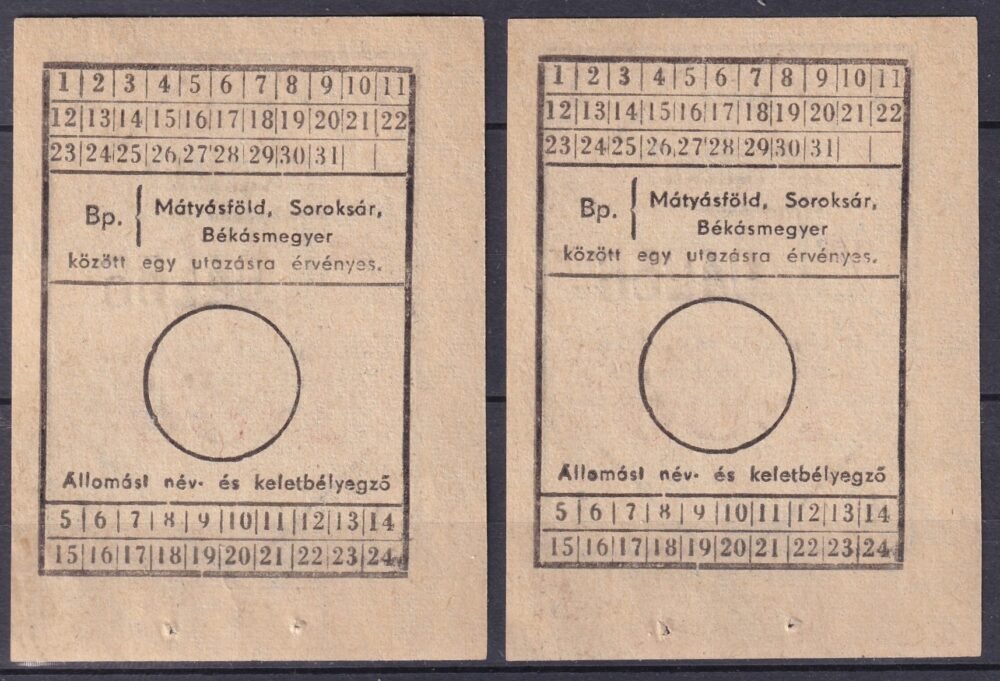 1 2 3 4 5 6 7 8 9 10 11
12 13 14 15 16 17 18 19 20 21 22
23 24 25 26 27 28 29 30 31
Bp. { Mátyásföld, Soroksár,
Békásmegyer
között egy utazásra érvényes.
Állomási név- és keletbélyegző
5 6 7 8 9 10 11 12 13 14
15 16 17 18 19 20 21 22 23 24
1 2 3 4 5 6 7 8 9 10 11
12 13 14 15 16 17 18 19 20 21 22
23 24 25 26 27 28 29 30 31
Bp. { Mátyásföld, Soroksár,
Békásmegyer
között egy utazásra érvényes.
Állomási név- és keletbélyegző
5 6 7 8 9 10 11 12 13 14
15 16 17 18 19 20 21 22 23 24